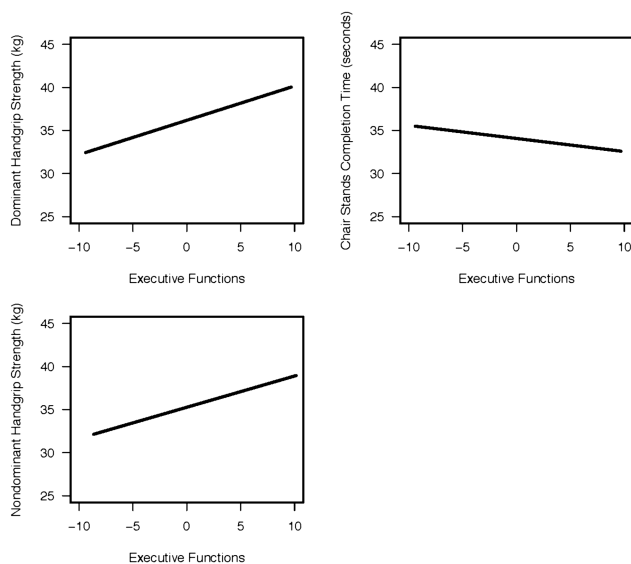 Dominant Handgrip Strength (kg)
45
40
35
30
25
−10 −5 0 5 10
Executive Functions
Chair Stands Completion Time (seconds)
45
40
35
30
25
−10 −5 0 5 10
Executive Functions
Nondominant Handgrip Strength (kg)
45
40
35
30
25
−10 −5 0 5 10
Executive Functions